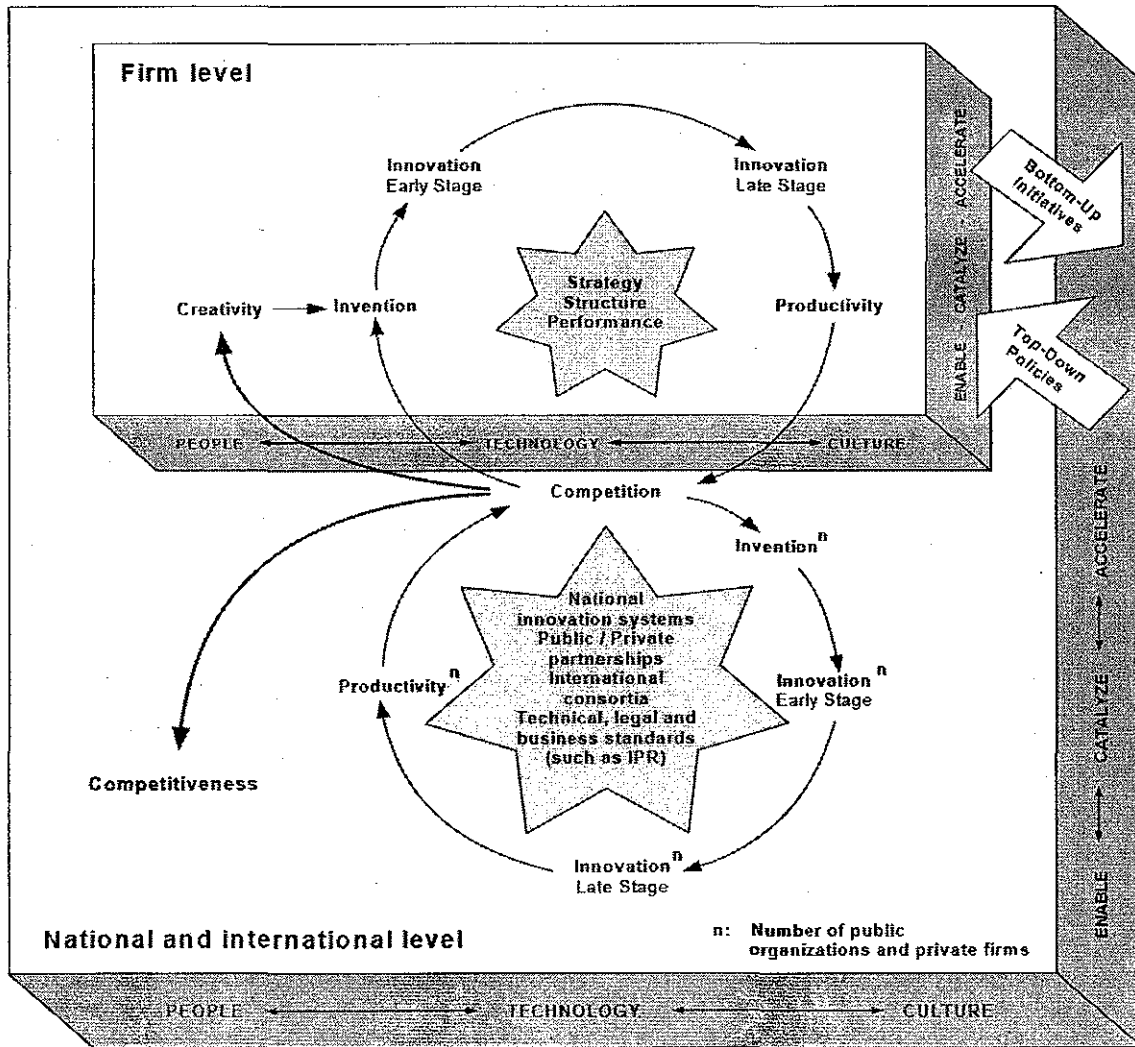 Firm level
Innovation
Early Stage
Innovation
Late Stage
Strategy
Structure
Performance
Creativity
Invention
Productivity
PEOPLE
TECHNOLOGY
CULTURE
ENABLE - CATALYZE - ACCELERATE
Bottom-Up
Initiatives
Top-Down
Policies
Competition
Invention n
National
innovation systems
Public / Private
partnerships
International
consortia
Technical, legal and
business standards
(such as IPR)
Productivity n
Innovation n
Early Stage
Competitiveness
Innovation n
Late Stage
n: Number of public
organizations and private firms
National and international level
ENABLE CATALYZE ACCELERATE
PEOPLE
TECHNOLOGY
CULTURE